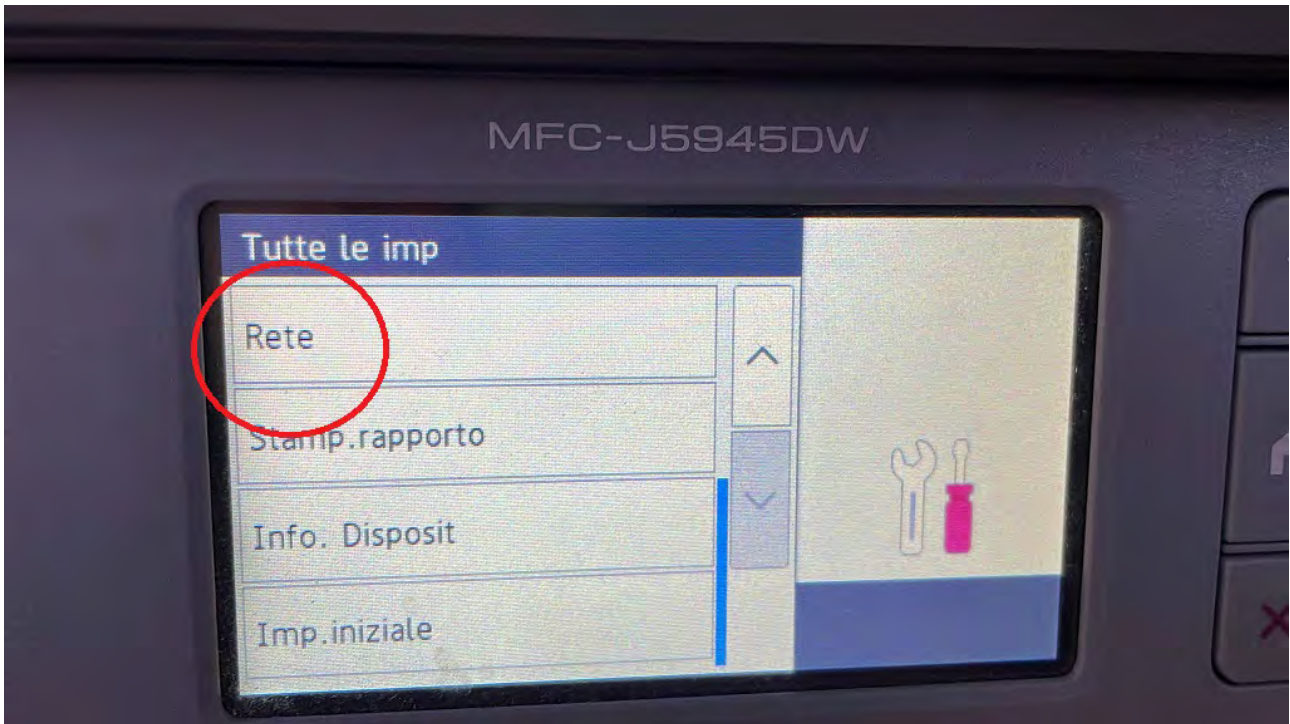 MFC-J5945DW
Tutte le imp
Rete
Stamp.rapporto
Info. Disposit
Imp.iniziale